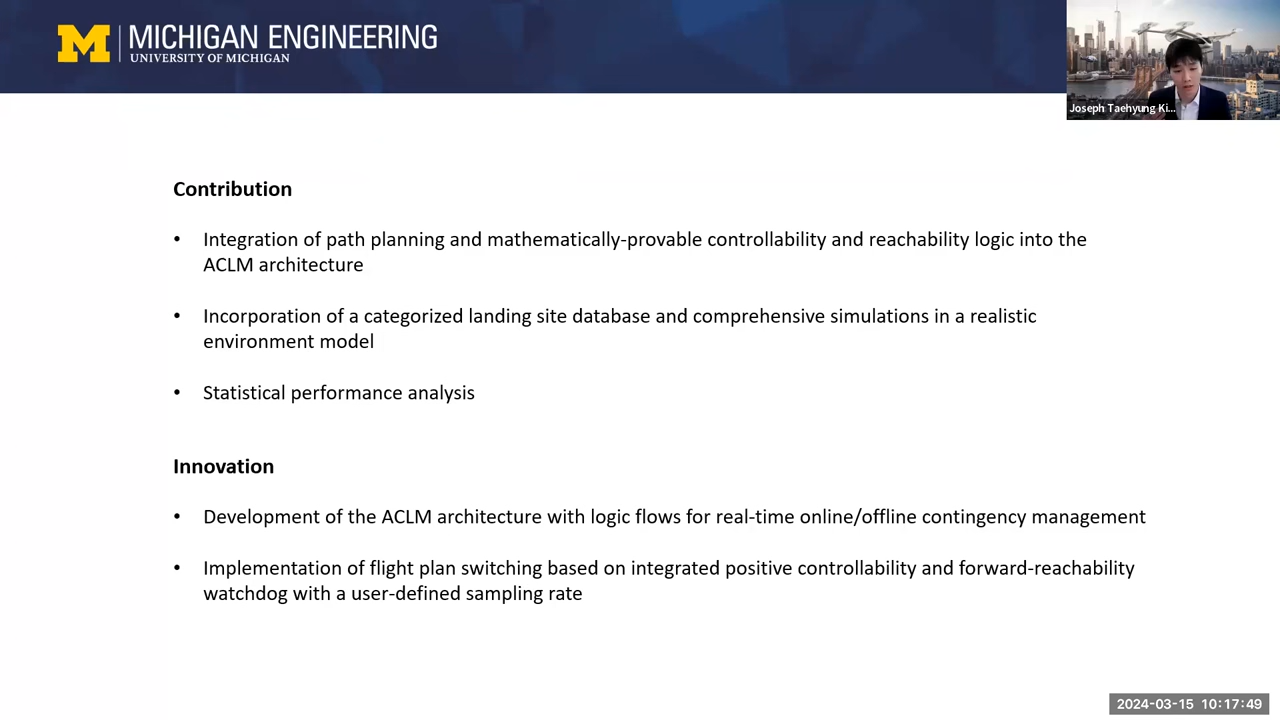 M
MICHIGAN ENGINEERING
UNIVERSITY OF MICHIGAN
Joseph Taehyung Ki...
Contribution
• Integration of path planning and mathematically-provable controllability and reachability logic into the
ACLM architecture
• Incorporation of a categorized landing site database and comprehensive simulations in a realistic
environment model
• Statistical performance analysis
Innovation
• Development of the ACLM architecture with logic flows for real-time online/offline contingency management
• Implementation of flight plan switching based on integrated positive controllability and forward-reachability
watchdog with a user-defined sampling rate
2024-03-15 10:17:49